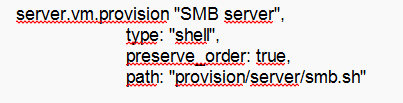 server.vm.provision "SMB server",
type: "shell",
preserve_order: true,
path: "provision/server/smb.sh"